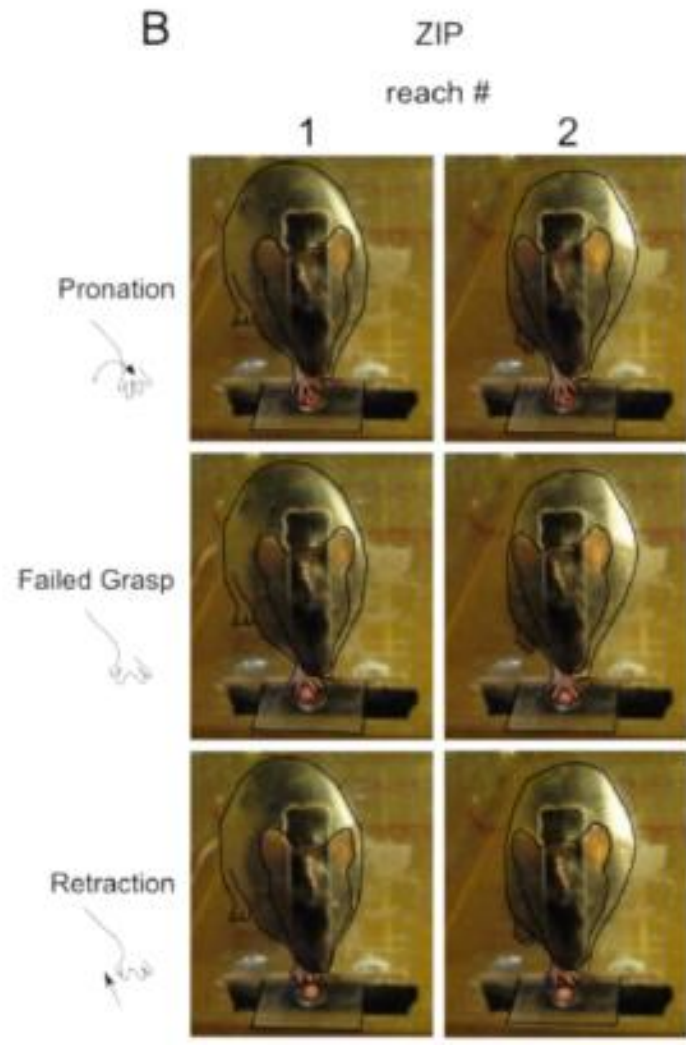 B
ZIP
reach #
1
2
Pronation
Failed Grasp
Retraction